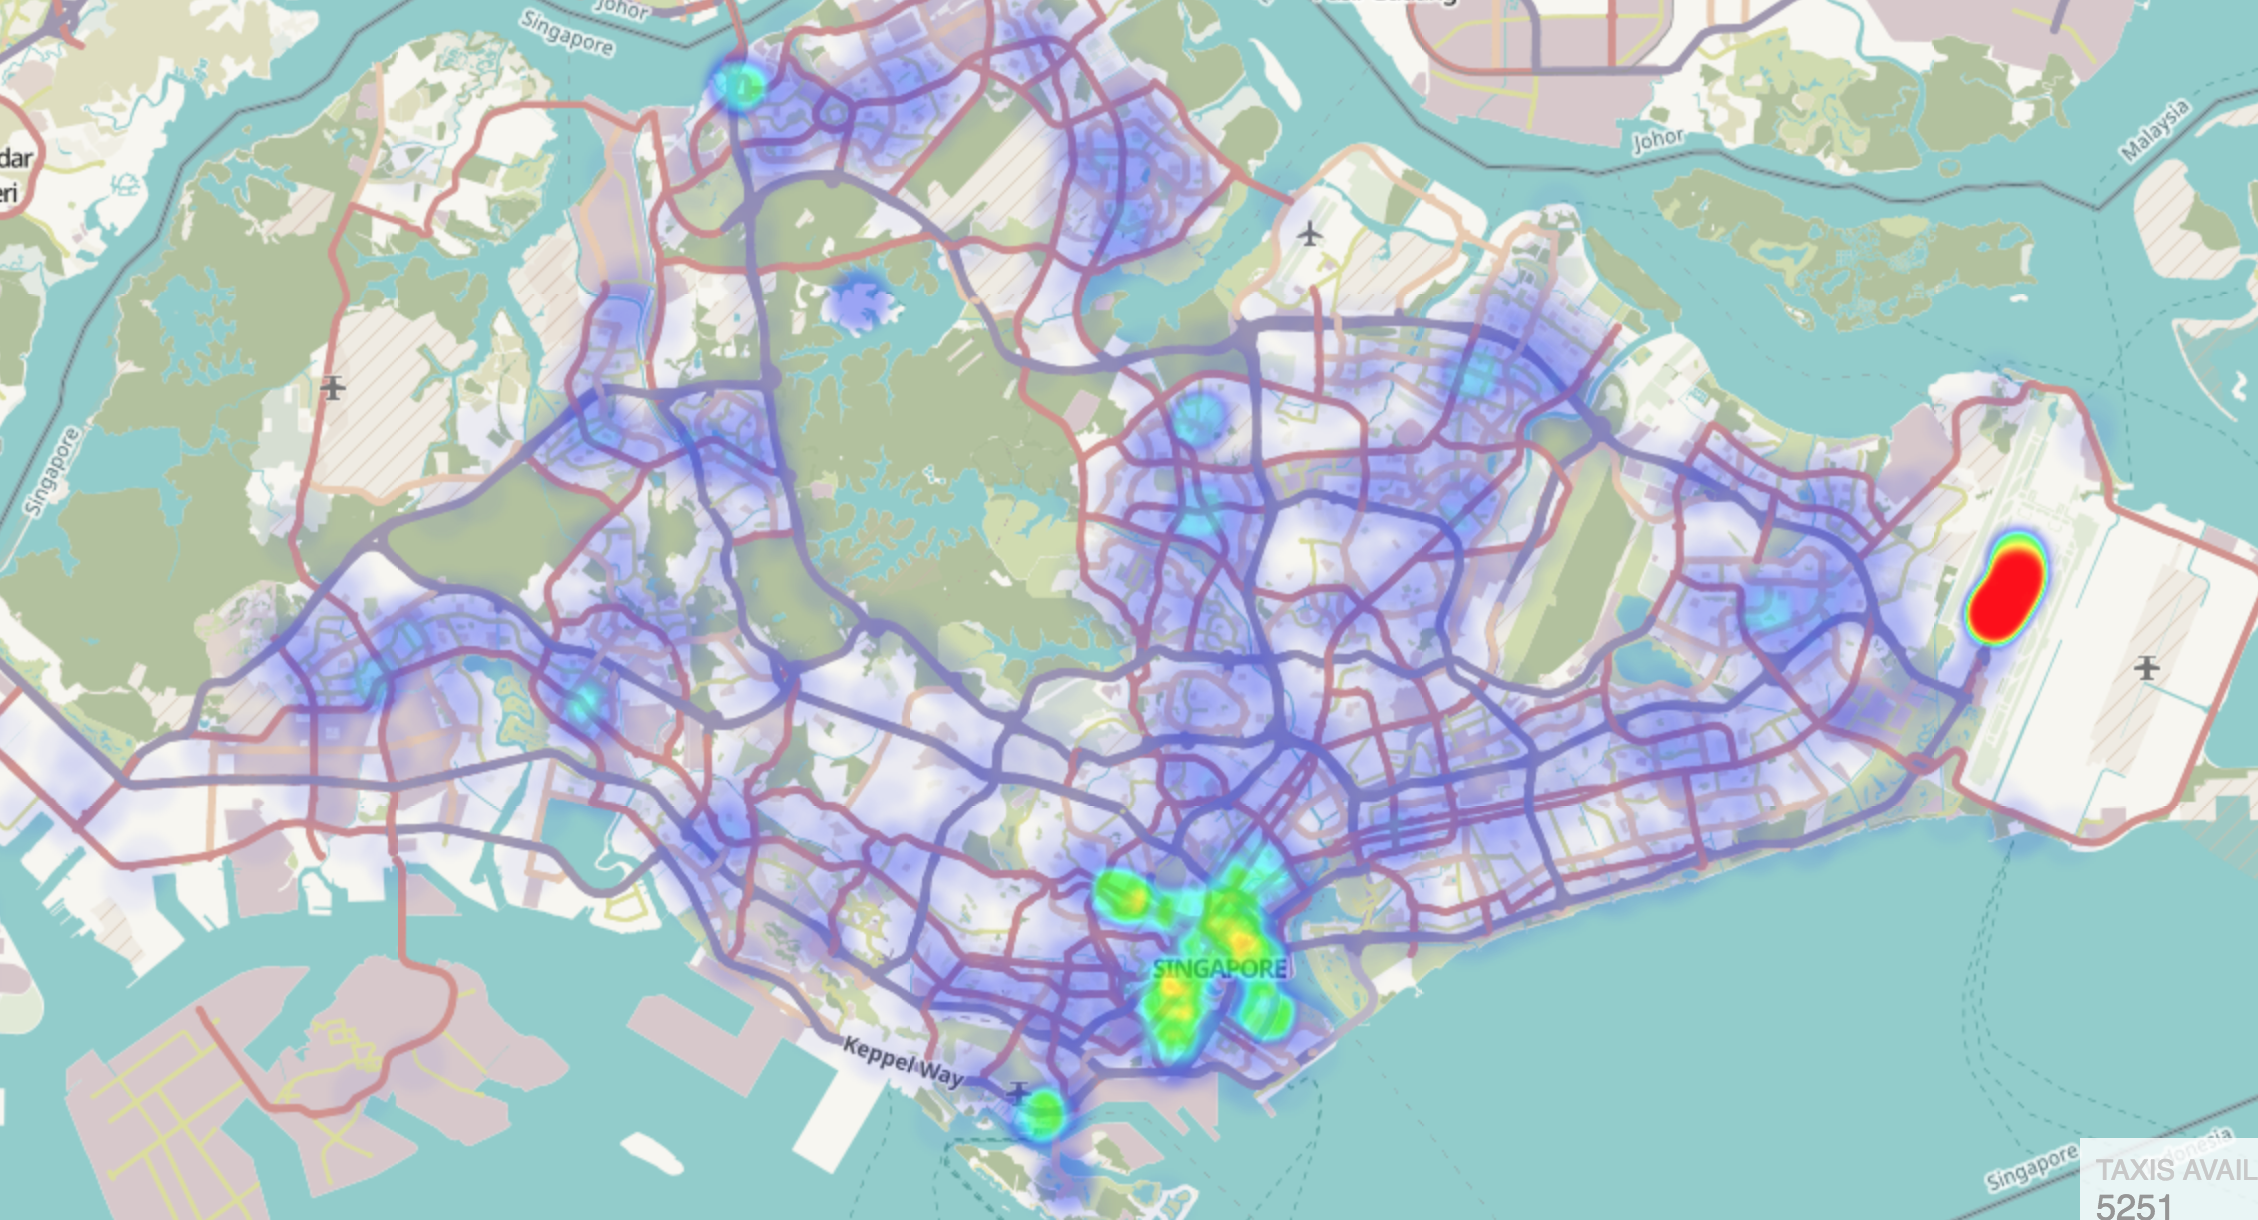 Johor
Singapore
dar
eri
Johor
Malaysia
Singapore
SINGAPORE
Keppel Way
Singapore
TAXIS AVAIL
5251